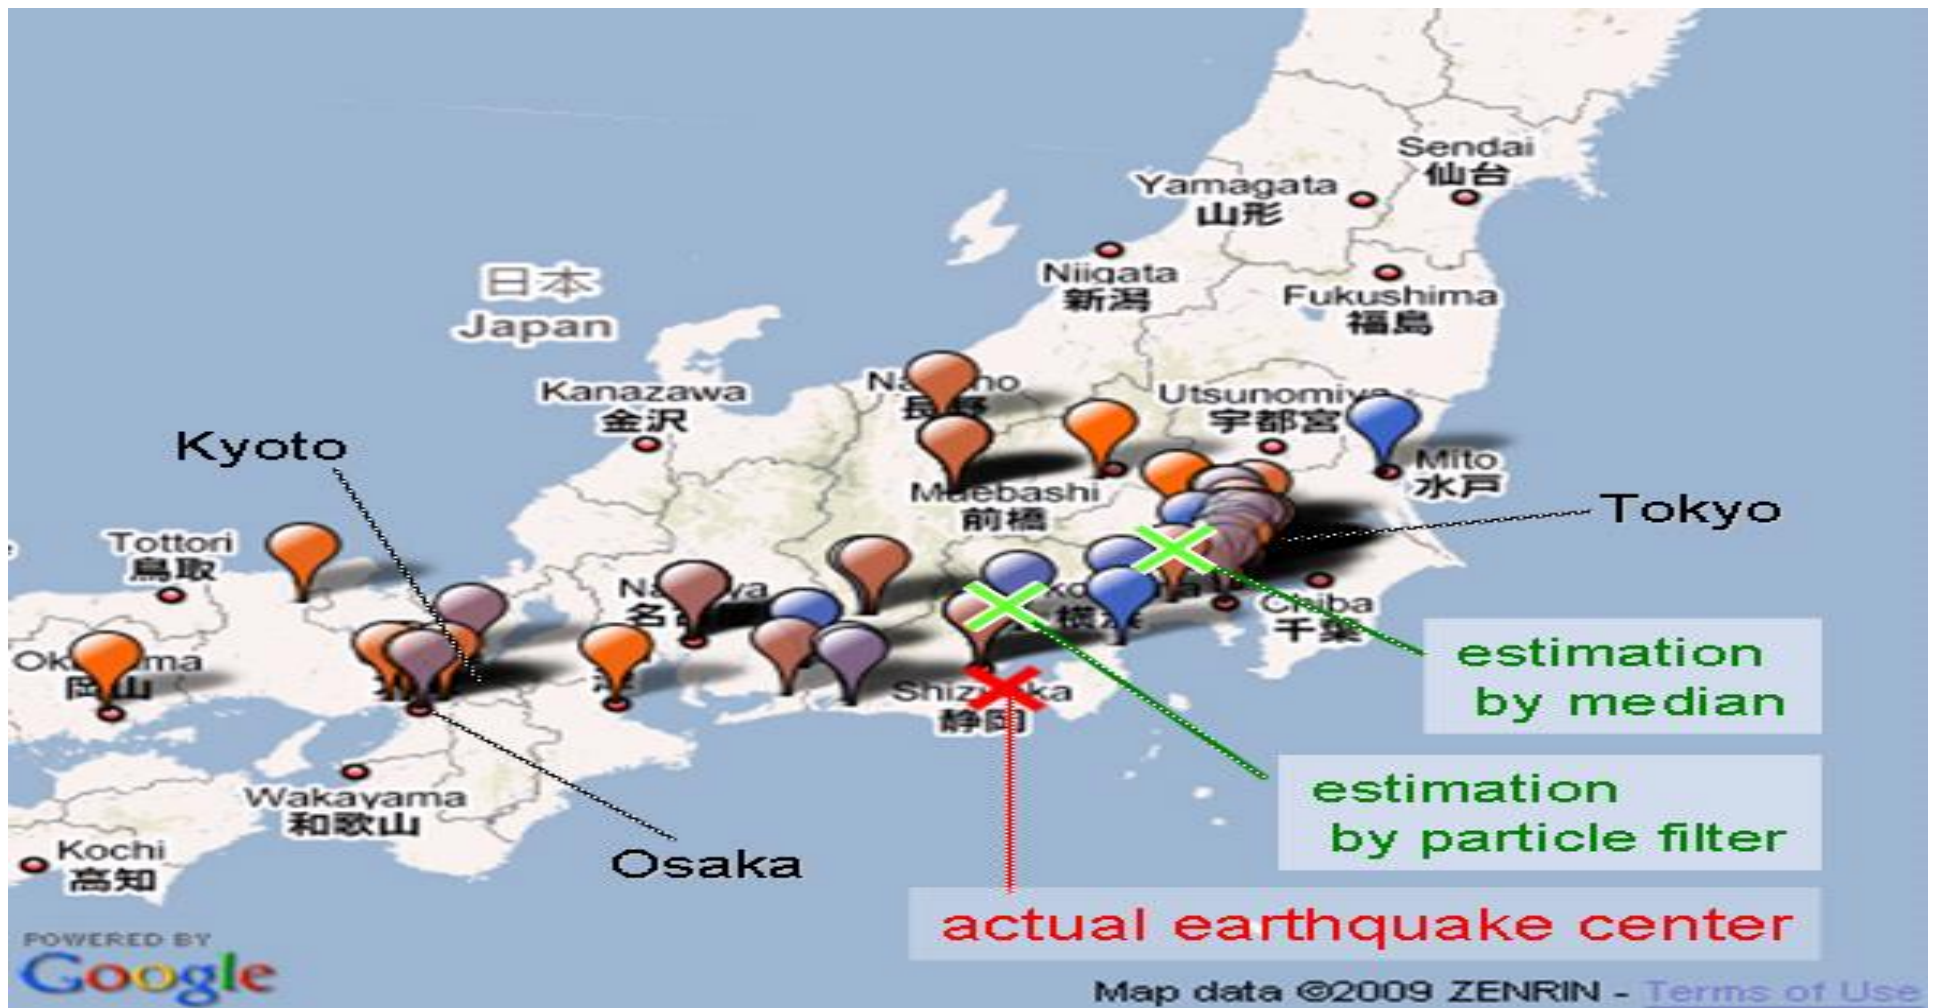 Sendai
仙台
Yamagata
山形
Niigata
新潟
Fukushima
福島
日本
Japan
Kanazawa
金沢
Utsunomiya
宇都宮
Kyoto
Mito
水戸
Maebashi
前橋
Tokyo
Tottori
鳥取
Chiba
千葉
estimation
by median
岡山
Shizuoka
静岡
estimation
by particle filter
Wakayama
和歌山
Kochi
高知
Osaka
actual earthquake center
POWERED BY
Google
Map data ©2009 ZENRIN - Terms of Use